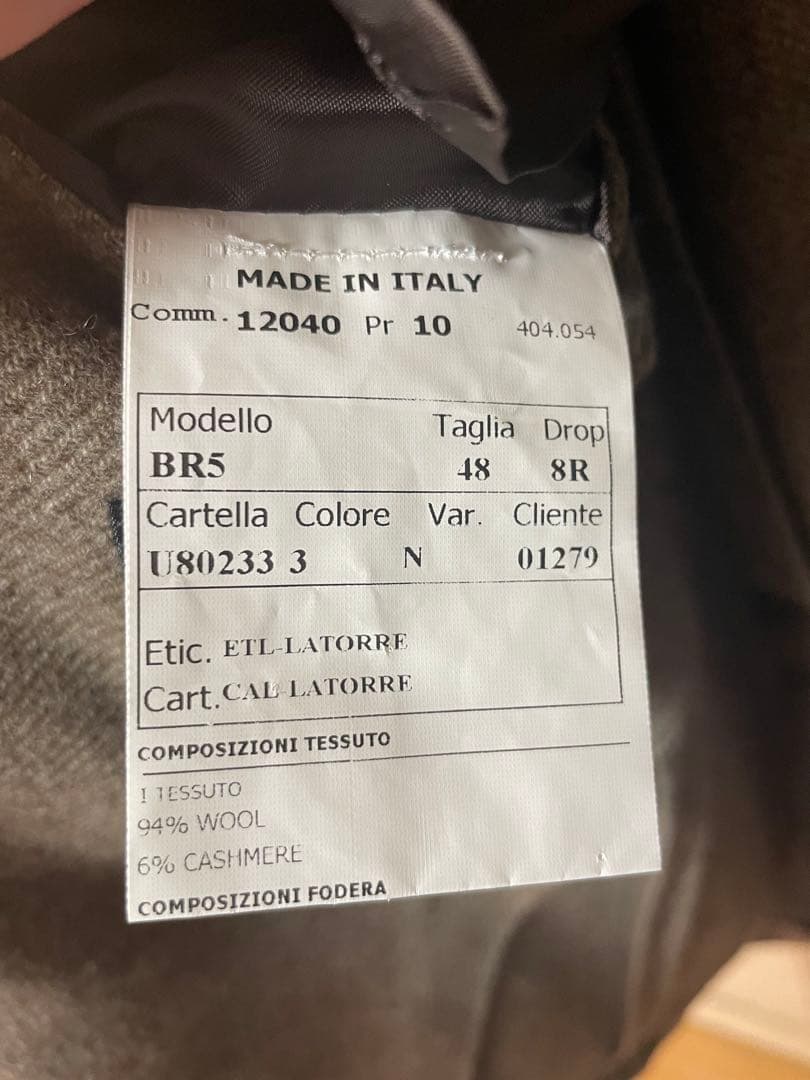 MADE IN ITALY
Comm. 12040 Pr 10 404.054
Modello Taglia Drop
BR5 48 8R
Cartella Colore Var. Cliente
U80233 3 N 01279
Etic. ETL-LATORRE
Cart. CAL-LATORRE
COMPOSIZIONI TESSUTO
1 TESSUTO
94% WOOL
6% CASHMERE
COMPOSIZIONI FODERA